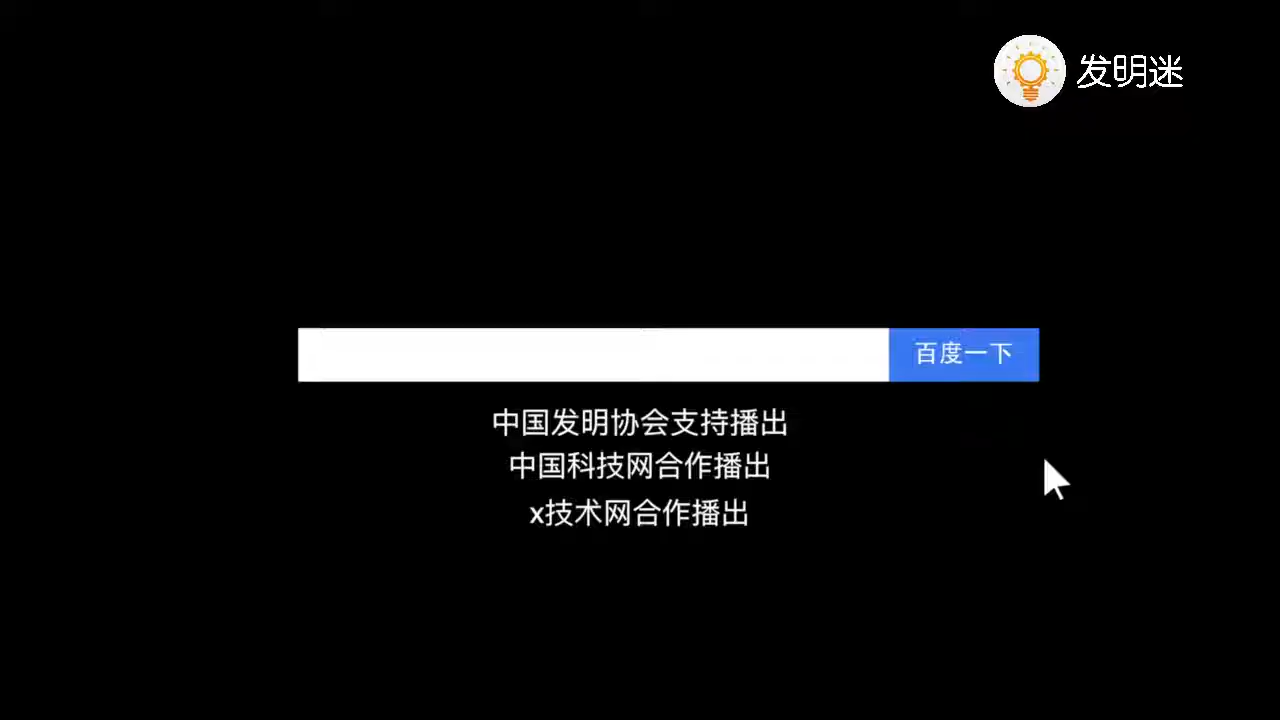 发明迷
百度一下
中国发明协会支持播出
中国科技网合作播出
x技术网合作播出